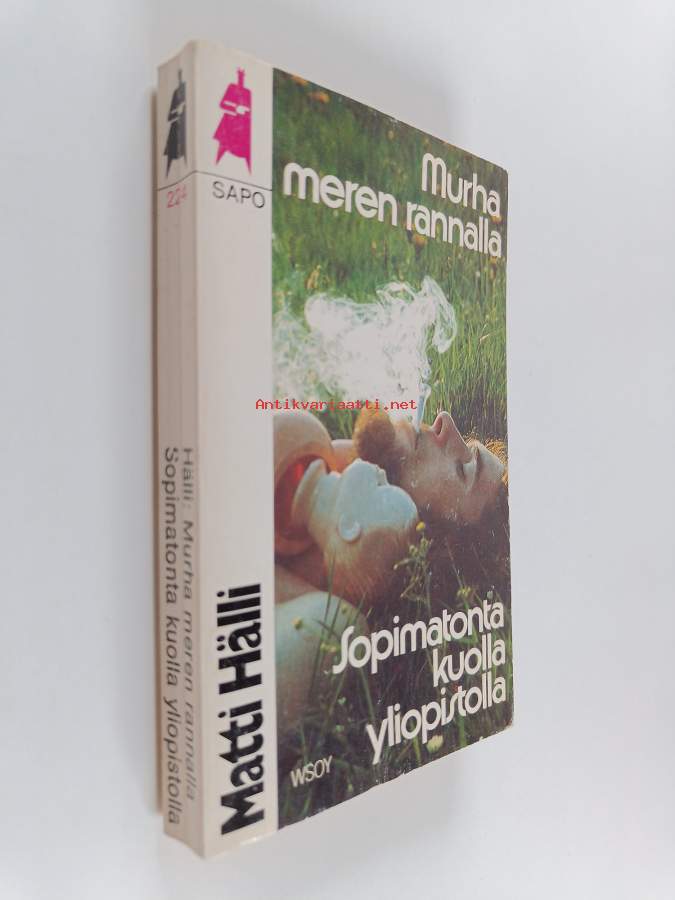 224
Hälli: Murha meren rannalla
Sopimatonta kuolla yliopistolla
SAPO
Matti Hälli
Murha
meren rannalla
Antikvariaatti.net
Sopimatonta
kuolla
yliopistolla
WSOY